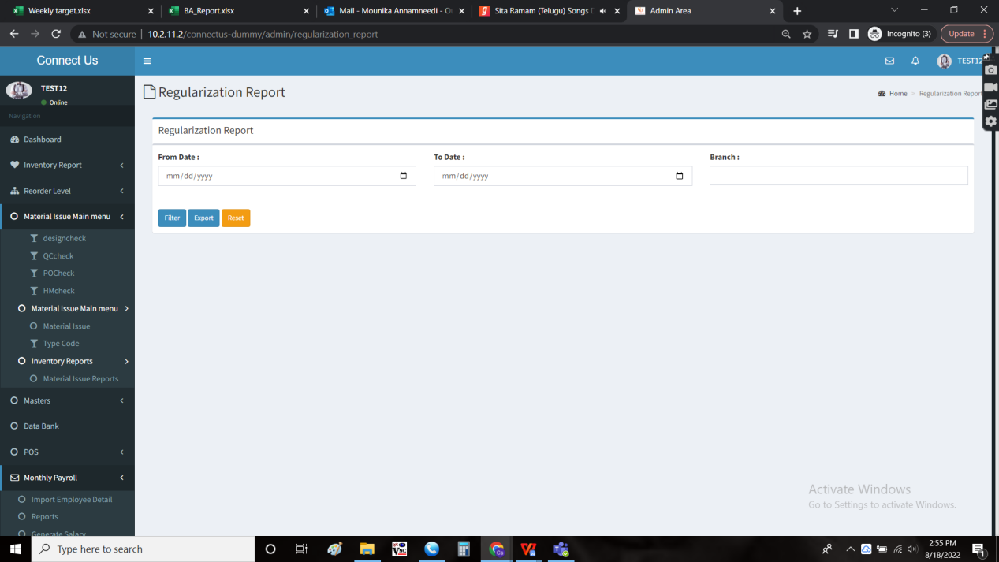 Weekly target.xlsx
BA_Report.xlsx
Mail - Mounika Annamneedi - O
Sita Ramam (Telugu) Songs
Admin Area
Not secure
10.2.11.2/connectus-dummy/admin/regularization_report
Incognito (3)
Update
Connect Us
TEST12
TEST12
Online
Navigation
Dashboard
Inventory Report
Reorder Level
Material Issue Main menu
designcheck
QCcheck
POCheck
HMcheck
Material Issue Main menu
Material Issue
Type Code
Inventory Reports
Material Issue Reports
Masters
Data Bank
POS
Monthly Payroll
Import Employee Detail
Reports
Generate Salary
Regularization Report
Home
Regularization Report
Regularization Report
From Date :
To Date :
Branch :
mm/dd/yyyy
mm/dd/yyyy
Filter
Export
Reset
Activate Windows
Go to Settings to activate Windows.
Type here to search
2:55 PM
8/18/2022
1